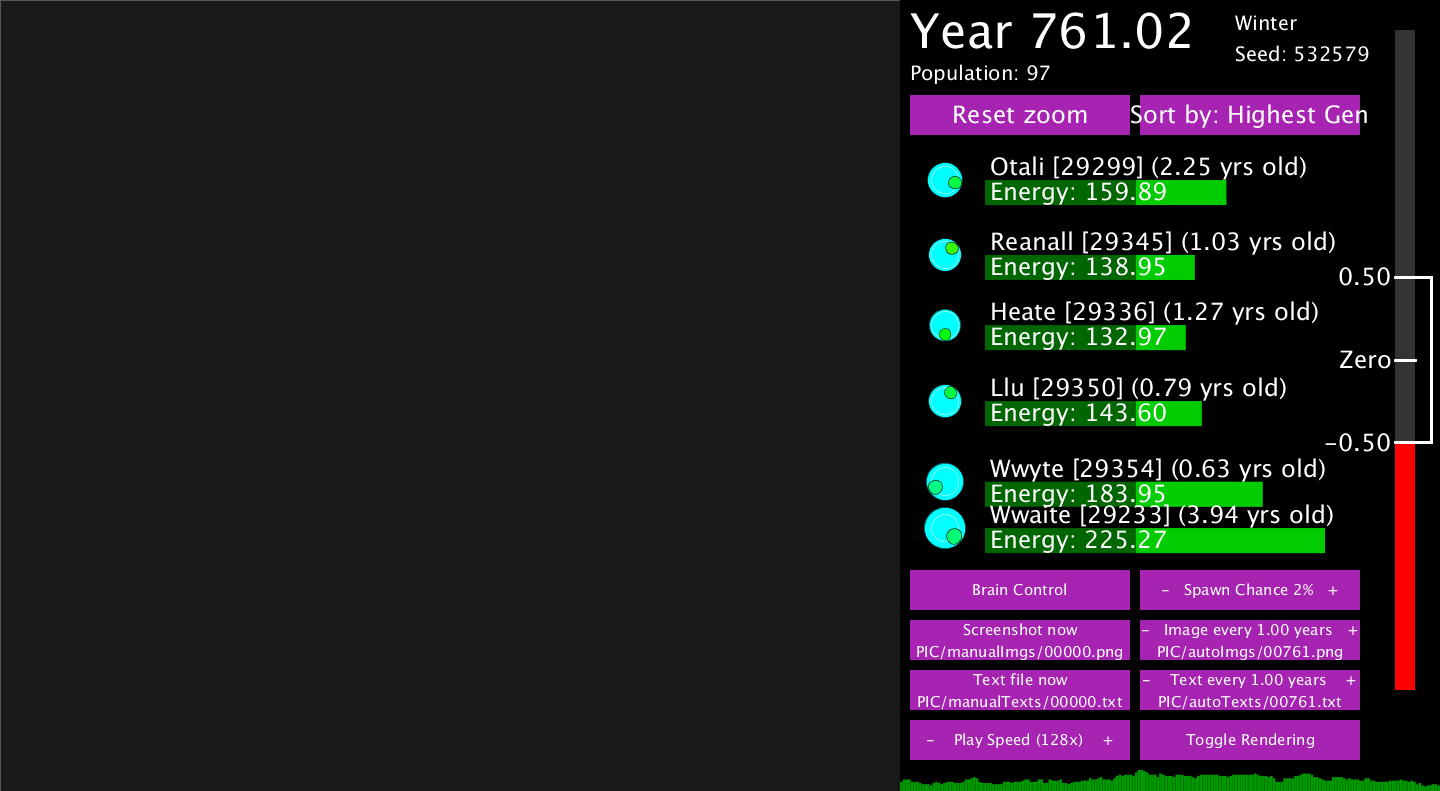 Year 761.02
Winter
Seed: 532579
Population: 97
Reset zoom
Sort by: Highest Gen
Otali [29299] (2.25 yrs old)
Energy: 159.89
Reanall [29345] (1.03 yrs old)
Energy: 138.95
0.50
Heate [29336] (1.27 yrs old)
Energy: 132.97
Zero
Llu [29350] (0.79 yrs old)
Energy: 143.60
-0.50
Wwyte [29354] (0.63 yrs old)
Energy: 183.95
Wwaite [29233] (3.94 yrs old)
Energy: 225.27
Brain Control
- Spawn Chance 2% +
Screenshot now
PIC/manualImgs/00000.png
- Image every 1.00 years +
PIC/autoImgs/00761.png
Text file now
PIC/manualTexts/00000.txt
- Text every 1.00 years +
PIC/autoTexts/00761.txt
- Play Speed (128x) +
Toggle Rendering